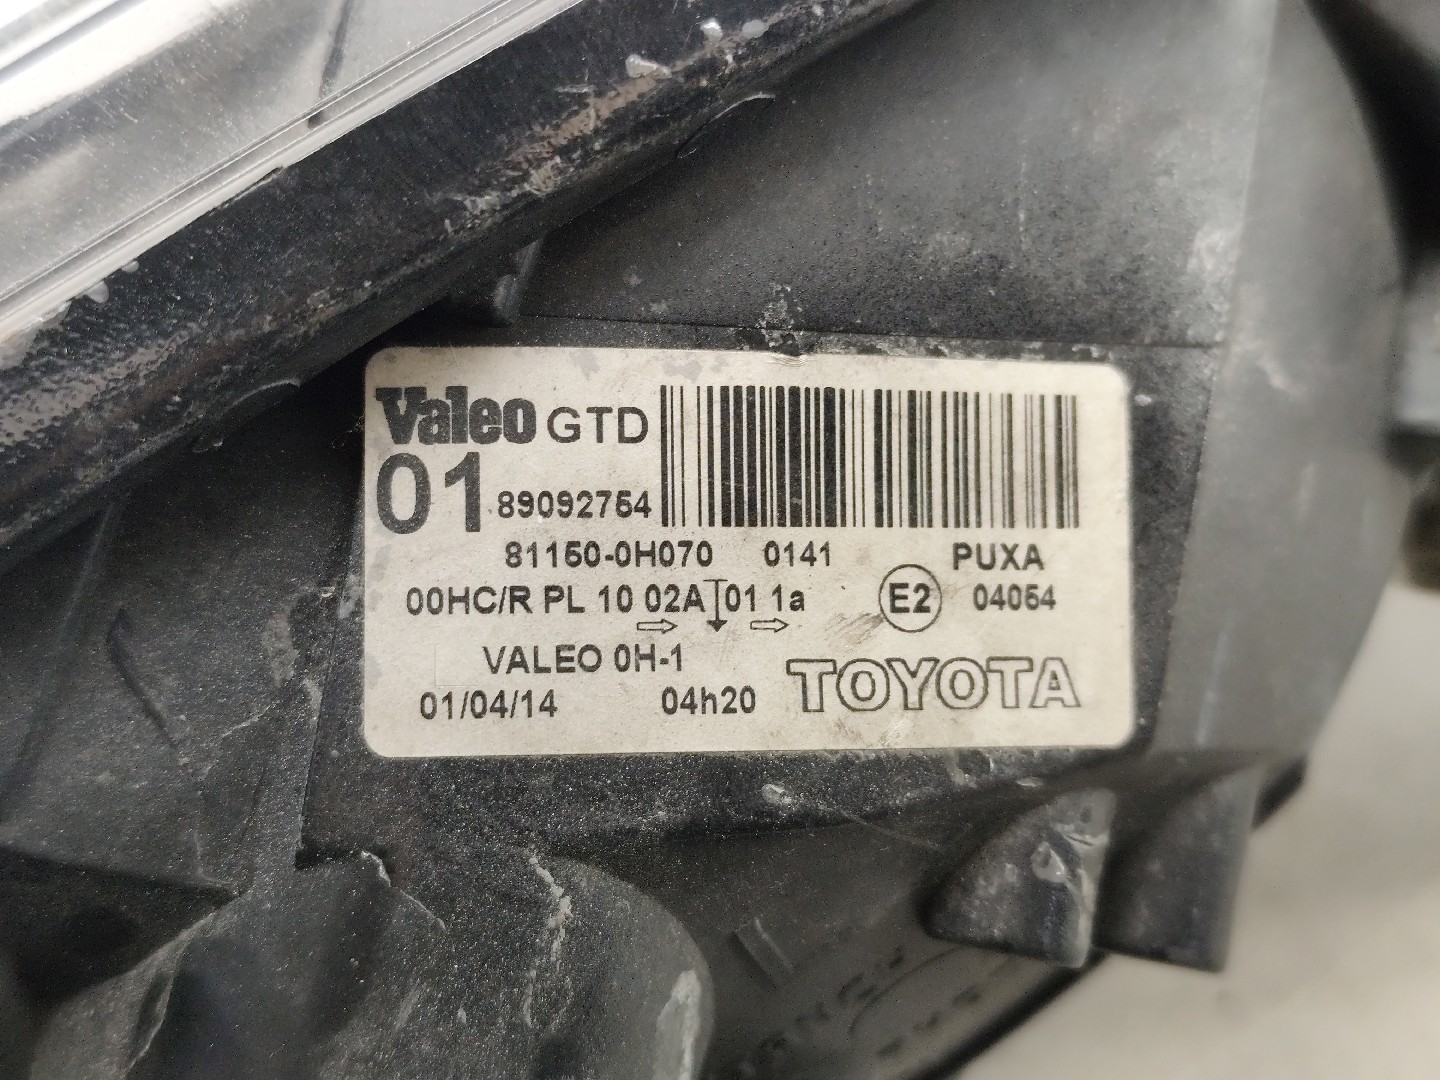 Valeo GTD
01 89092754
81150-0H070 0141 PUXA
00HC/R PL 10 02A 01 1a E2 04054
VALEO 0H-1 TOYOTA
01/04/14 04h20